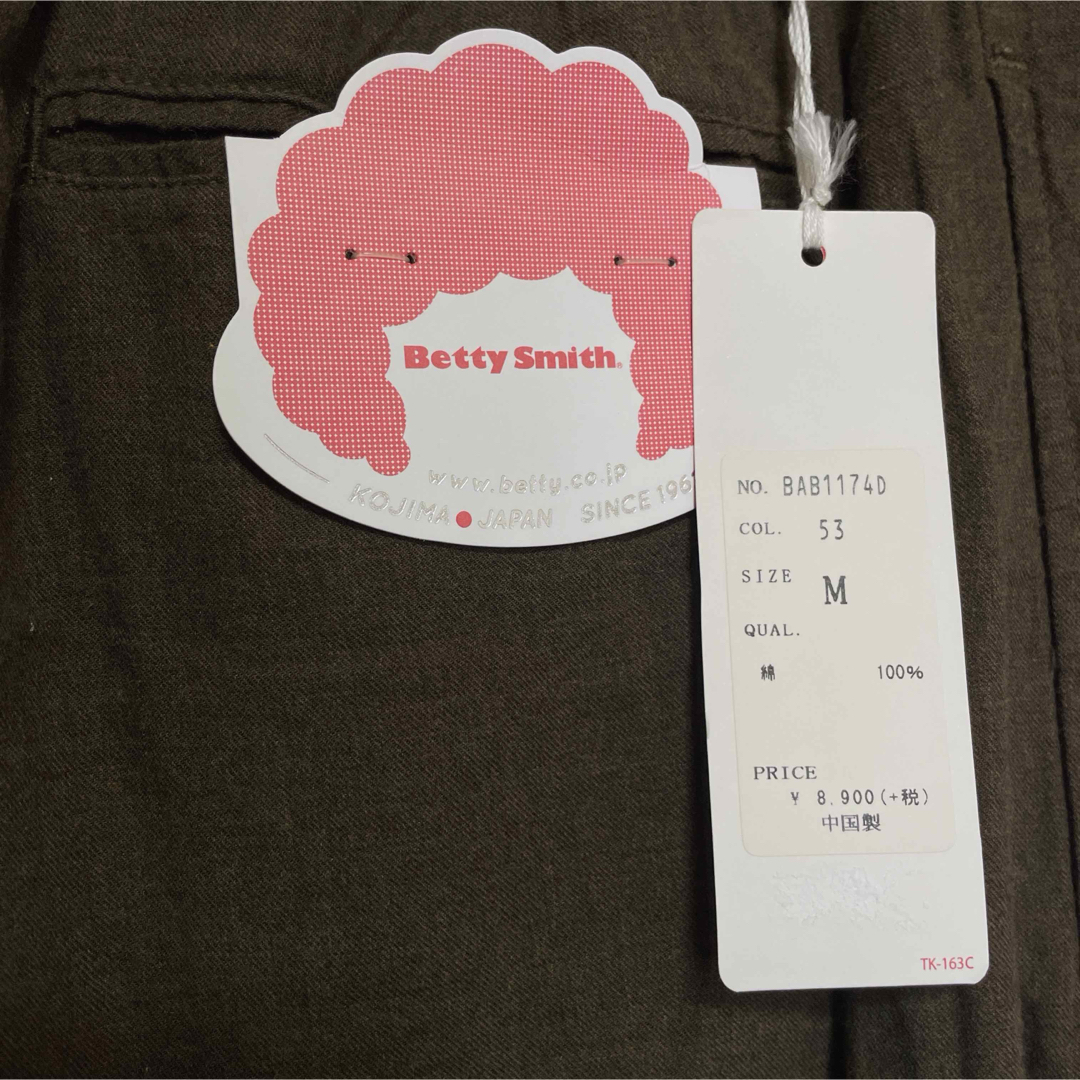 Betty Smith®
www.betty.co.jp
KOJIMA ● JAPAN SINCE 196
NO. BAB1174D
COL. 53
SIZE M
QUAL.
綿 100%
PRICE
¥ 8.900(+税)
中国製
TK-163C